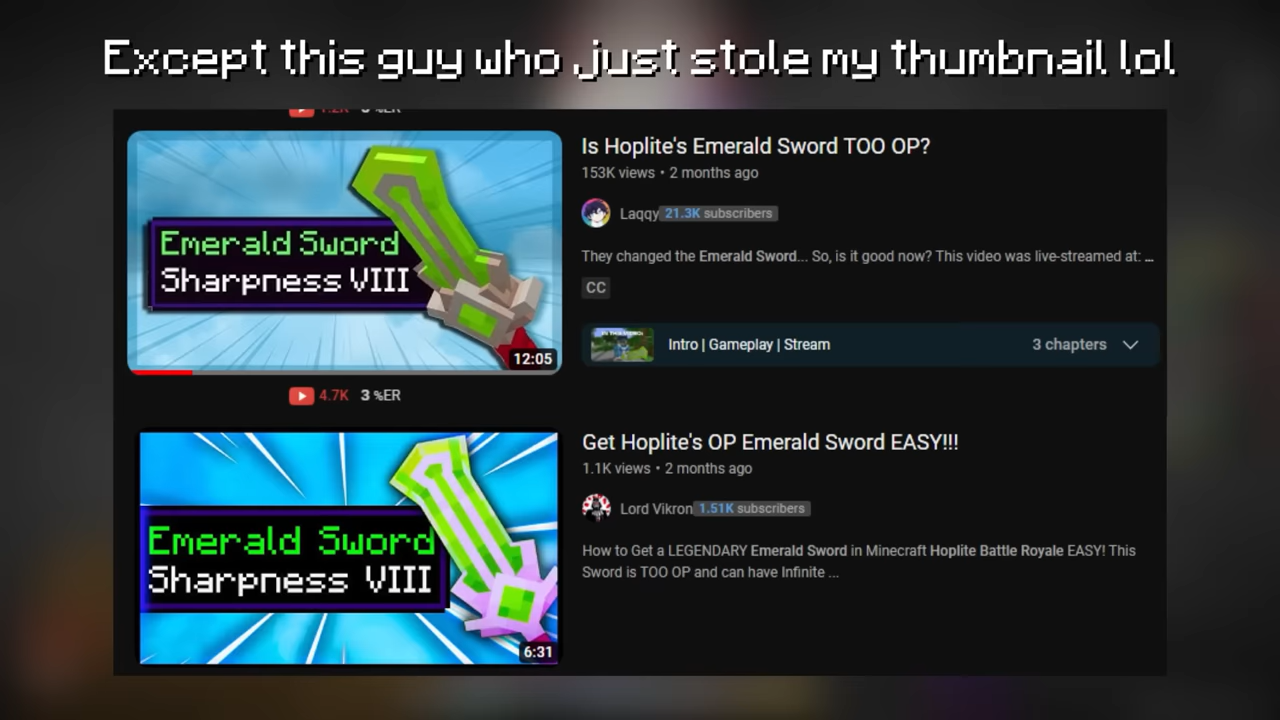 Except this guy who just stole my thumbnail lol
Emerald Sword
Sharpness VIII
12:05
Is Hoplite's Emerald Sword TOO OP?
153K views • 2 months ago
Laqqy 21.3K subscribers
They changed the Emerald Sword... So, is it good now? This video was live-streamed at: ...
CC
Intro | Gameplay | Stream 3 chapters
4.7K 3 %ER
Emerald Sword
Sharpness VIII
6:31
Get Hoplite's OP Emerald Sword EASY!!!
1.1K views • 2 months ago
Lord Vikron 1.51K subscribers
How to Get a LEGENDARY Emerald Sword in Minecraft Hoplite Battle Royale EASY! This
Sword is TOO OP and can have Infinite ...